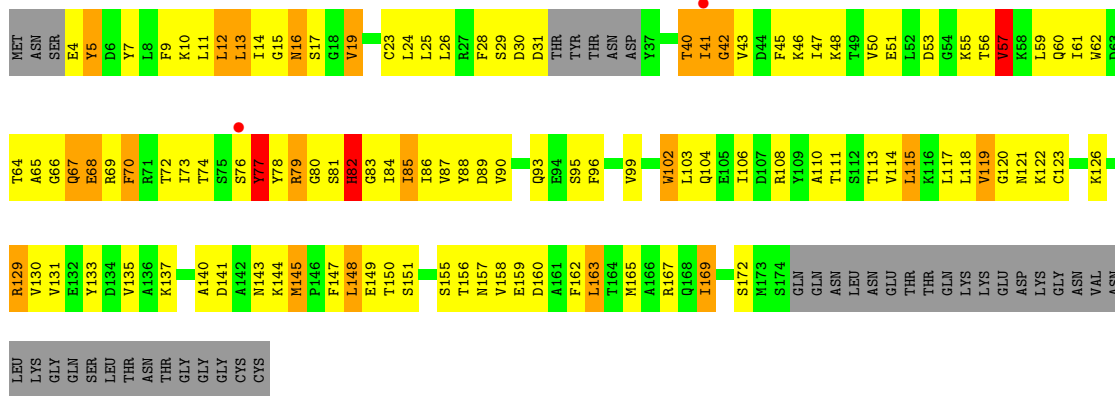 MET ASN SER E4 Y5 D6 Y7 L8 F9 K10 L11 L12 L13 I14 G15 N16 S17 G18 V19 C23 L24 L25 L26 R27 F28 S29 D30 D31 THR TYR THR ASN ASP Y37 T40 I41 G42 V43 D44 F45 K46 I47 K48 T49 V50 E51 L52 D53 G54 K55 T56 V57 K58 L59 Q60 I61 W62 D63
T64 A65 G66 Q67 E68 R69 F70 R71 T72 I73 T74 S75 S76 Y77 Y78 R79 G80 S81 H82 G83 I84 I85 I86 V87 Y88 D89 V90 Q93 E94 S95 F96 V99 W102 L103 Q104 E105 I106 D107 R108 Y109 A110 T111 S112 T113 V114 L115 K116 L117 L118 V119 G120 N121 K122 C123 K126
R129 V130 V131 E132 Y133 D134 V135 A136 K137 A140 D141 A142 N143 K144 M145 P146 F147 L148 E149 T150 S151 S155 T156 N157 V158 E159 D160 A161 F162 L163 T164 M165 A166 R167 Q168 I169 S172 M173 S174 GLN GLN ASN LEU ASN GLU THR THR GLN LYS LYS GLU ASP LYS GLY ASN VAL ASN
LEU LYS GLY GLN SER LEU THR ASN THR GLY GLY GLY CYS CYS